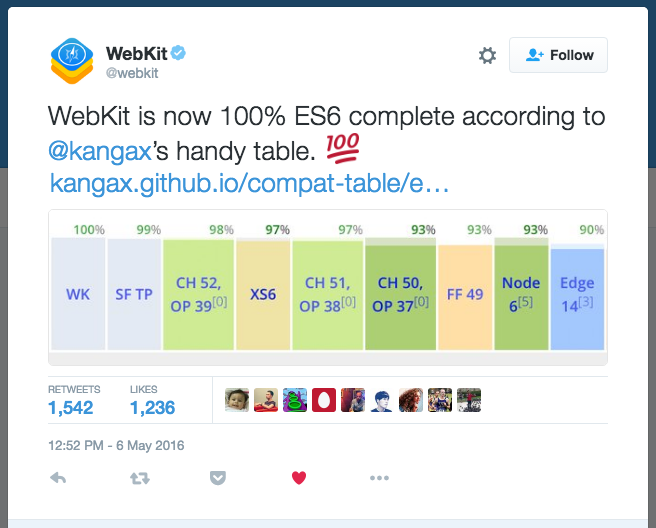 WebKit
@webkit
Follow
WebKit is now 100% ES6 complete according to
@kangax's handy table. 💯
kangax.github.io/compat-table/e…
100% 99% 98% 97% 97% 93% 93% 93% 90%
WK SF TP CH 52, OP 39[0] XS6 CH 51, OP 38[0] CH 50, OP 37[0] FF 49 Node 6[5] Edge 14[3]
RETWEETS LIKES
1,542 1,236
12:52 PM - 6 May 2016